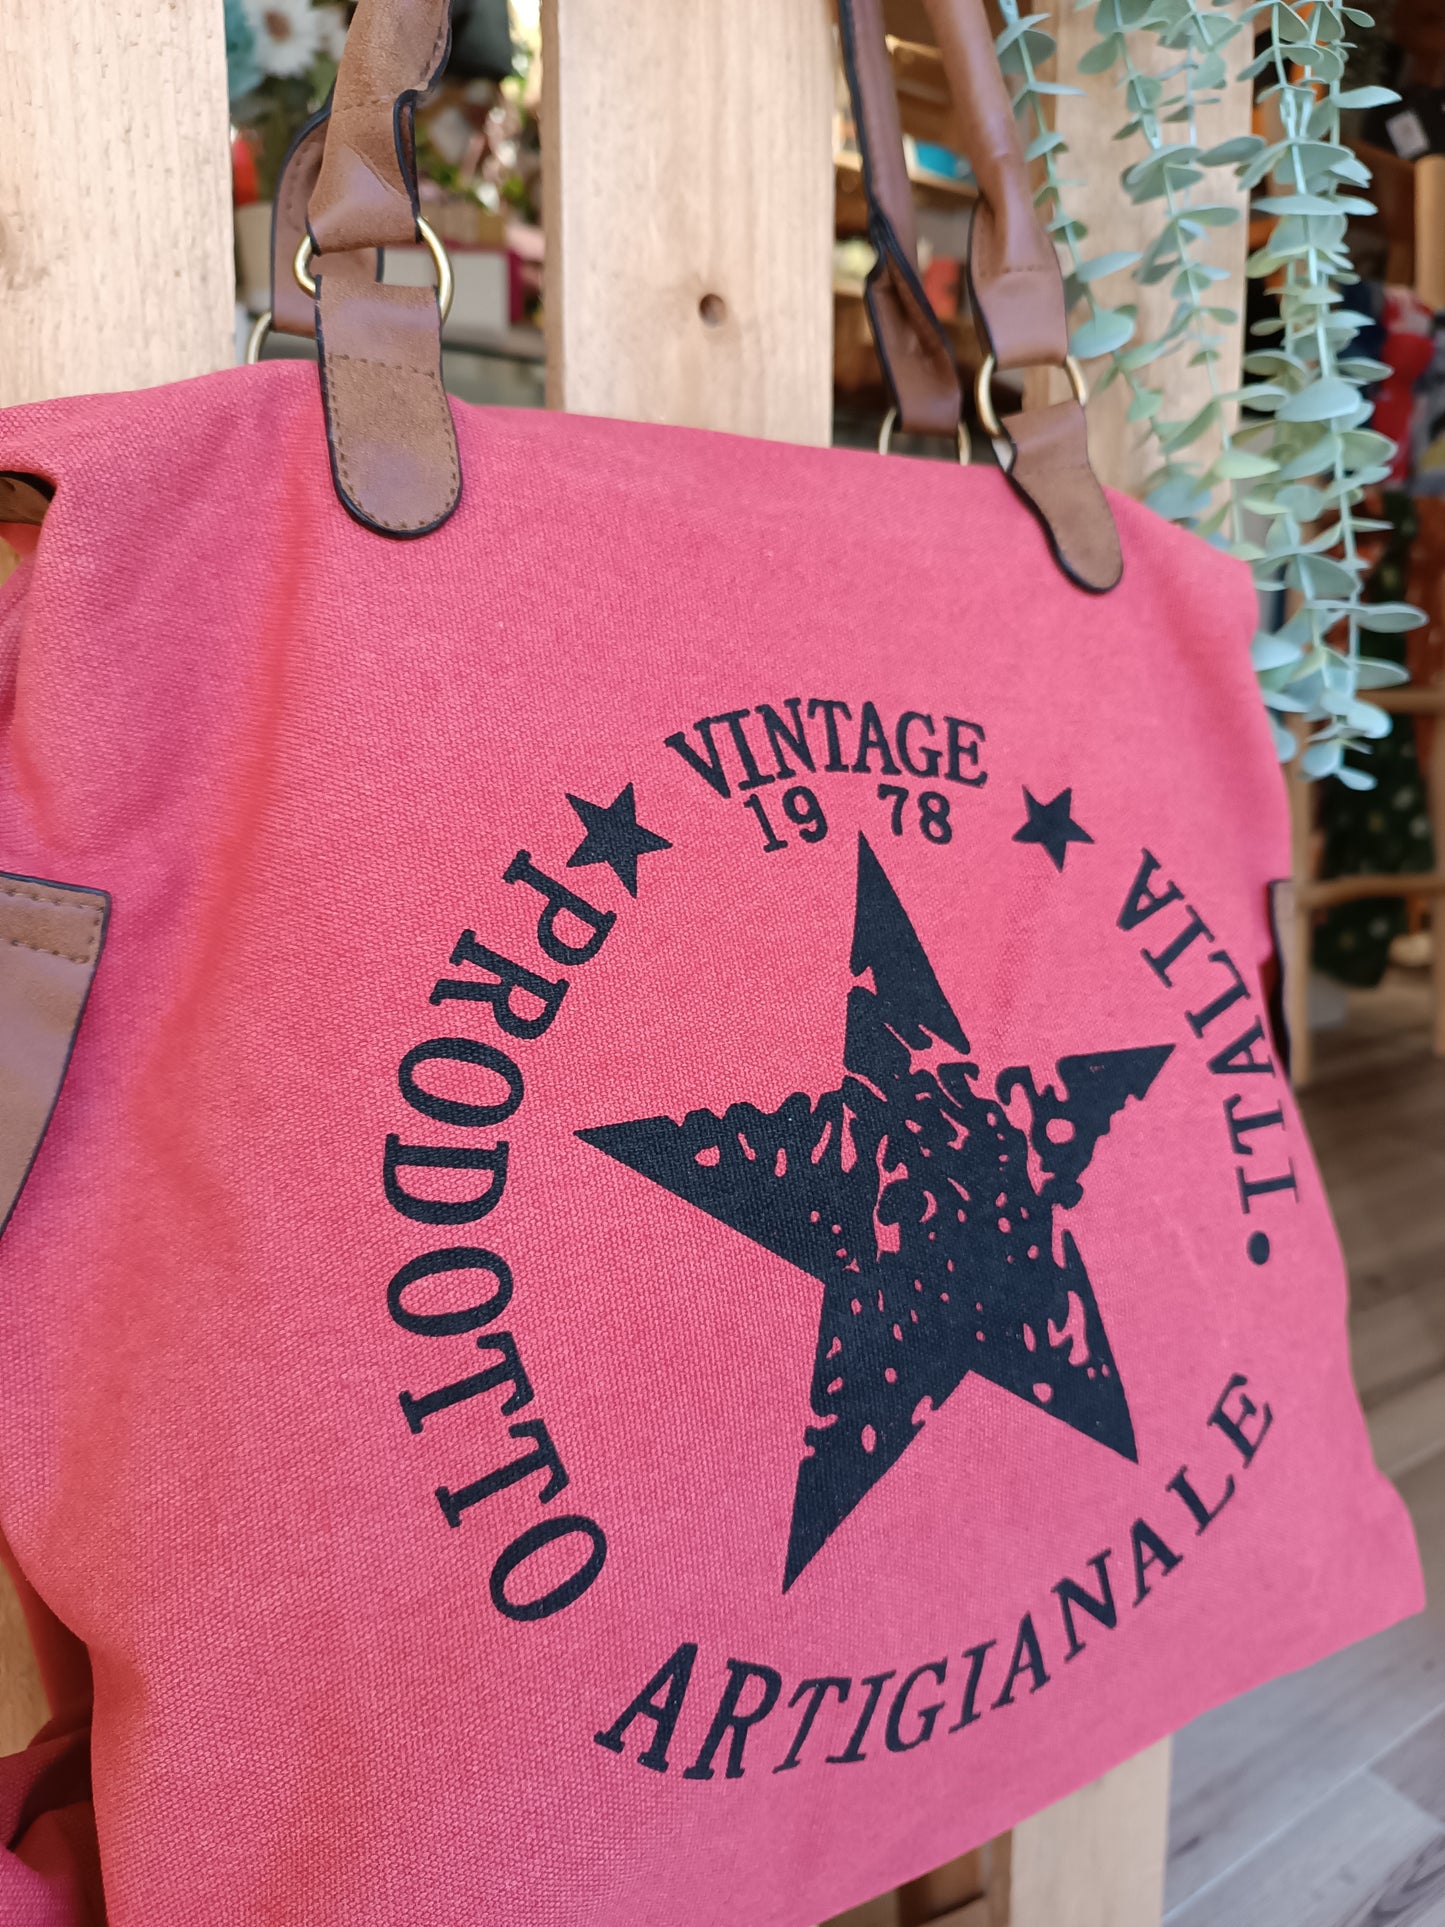 VINTAGE
19 78
PRODOTTO
ARTIGIANALE
• ITALIA